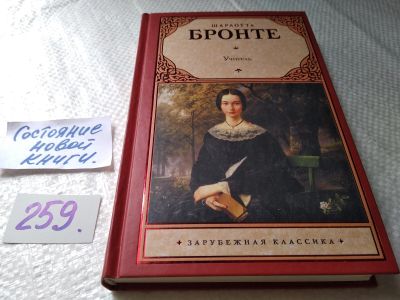 ШАРЛОТТА
БРОНТЕ
Учитель
ЗАРУБЕЖНАЯ КЛАССИКА
Состояние
новой
книги.
259.